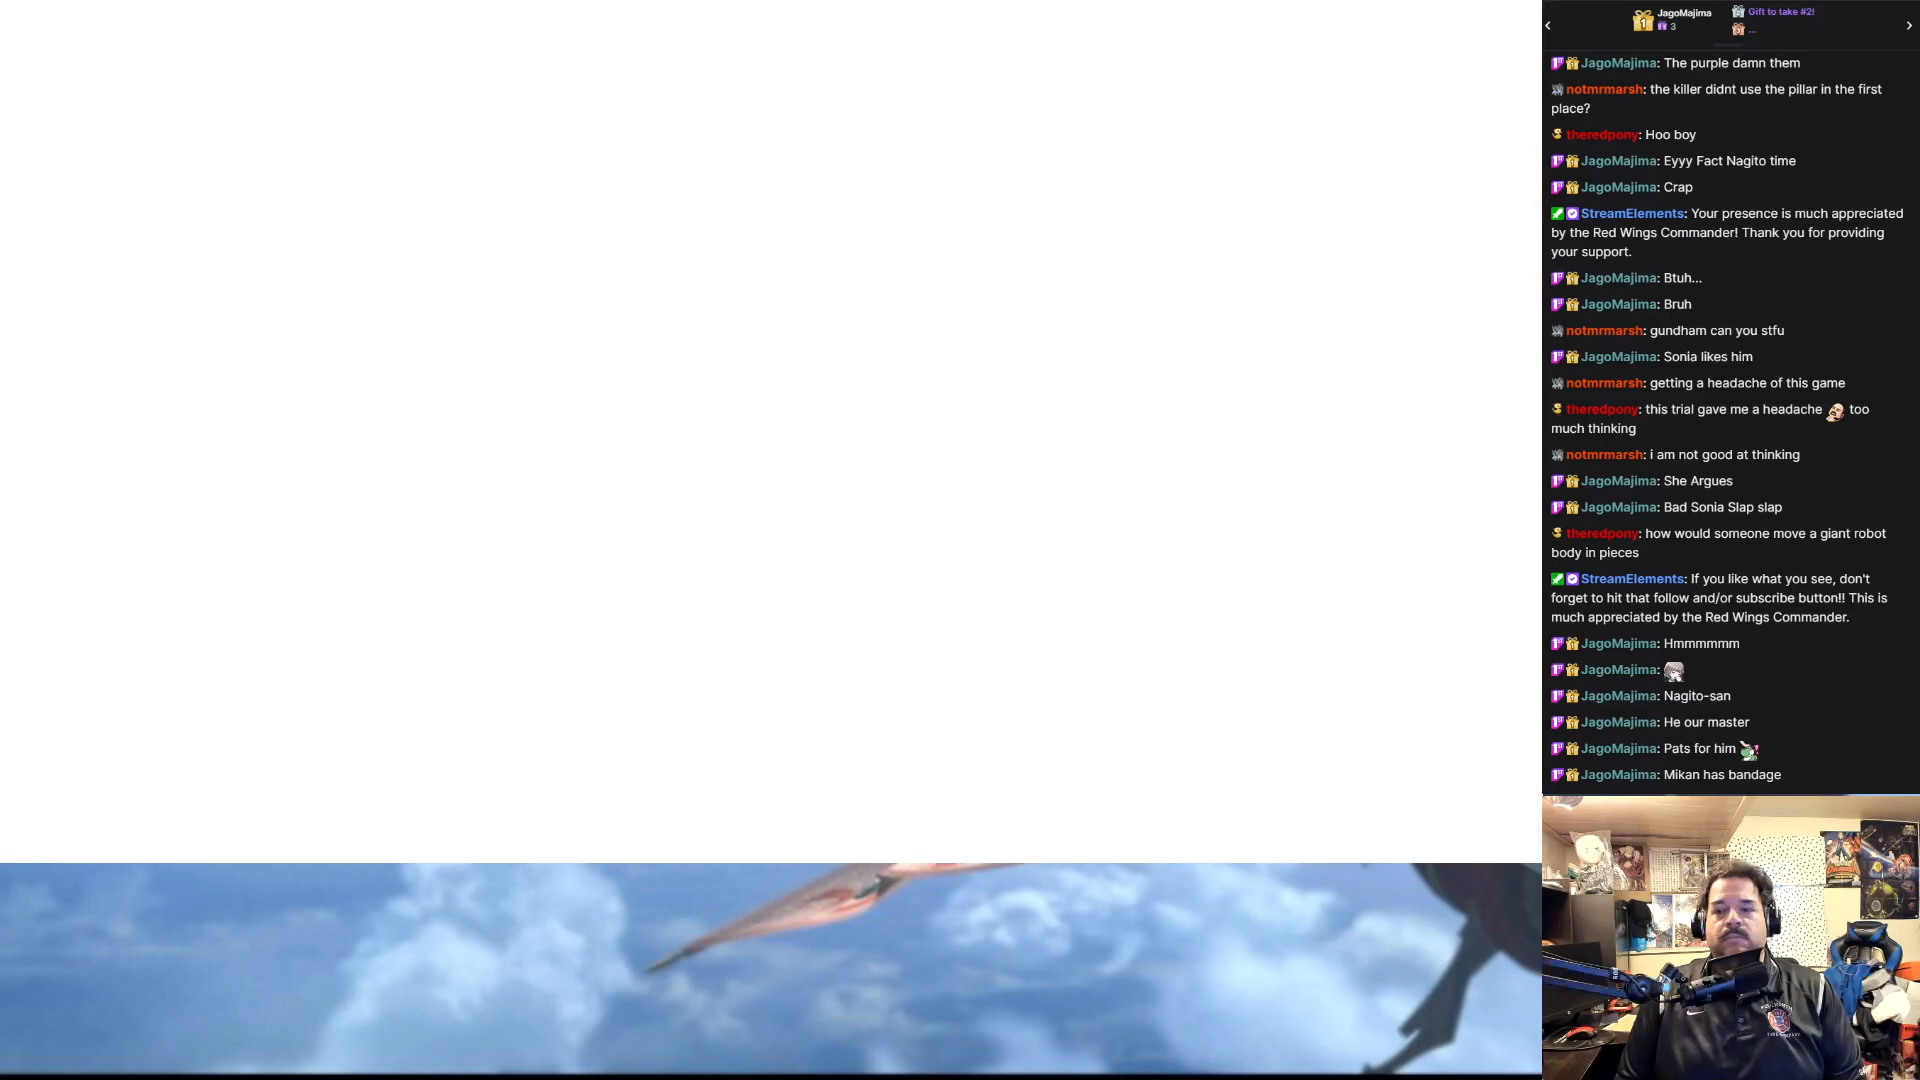 JagoMajima
3
Gift to take #2!
...
JagoMajima: The purple damn them
notmrmarsh: the killer didnt use the pillar in the first
place?
theredpony: Hoo boy
JagoMajima: Eyyy Fact Nagito time
JagoMajima: Crap
StreamElements: Your presence is much appreciated
by the Red Wings Commander! Thank you for providing
your support.
JagoMajima: Btuh...
JagoMajima: Bruh
notmrmarsh: gundham can you stfu
JagoMajima: Sonia likes him
notmrmarsh: getting a headache of this game
theredpony: this trial gave me a headache too
much thinking
notmrmarsh: i am not good at thinking
JagoMajima: She Argues
JagoMajima: Bad Sonia Slap slap
theredpony: how would someone move a giant robot
body in pieces
StreamElements: If you like what you see, don't
forget to hit that follow and/or subscribe button!! This is
much appreciated by the Red Wings Commander.
JagoMajima: Hmmmmmm
JagoMajima:
JagoMajima: Nagito-san
JagoMajima: He our master
JagoMajima: Pats for him
JagoMajima: Mikan has bandage